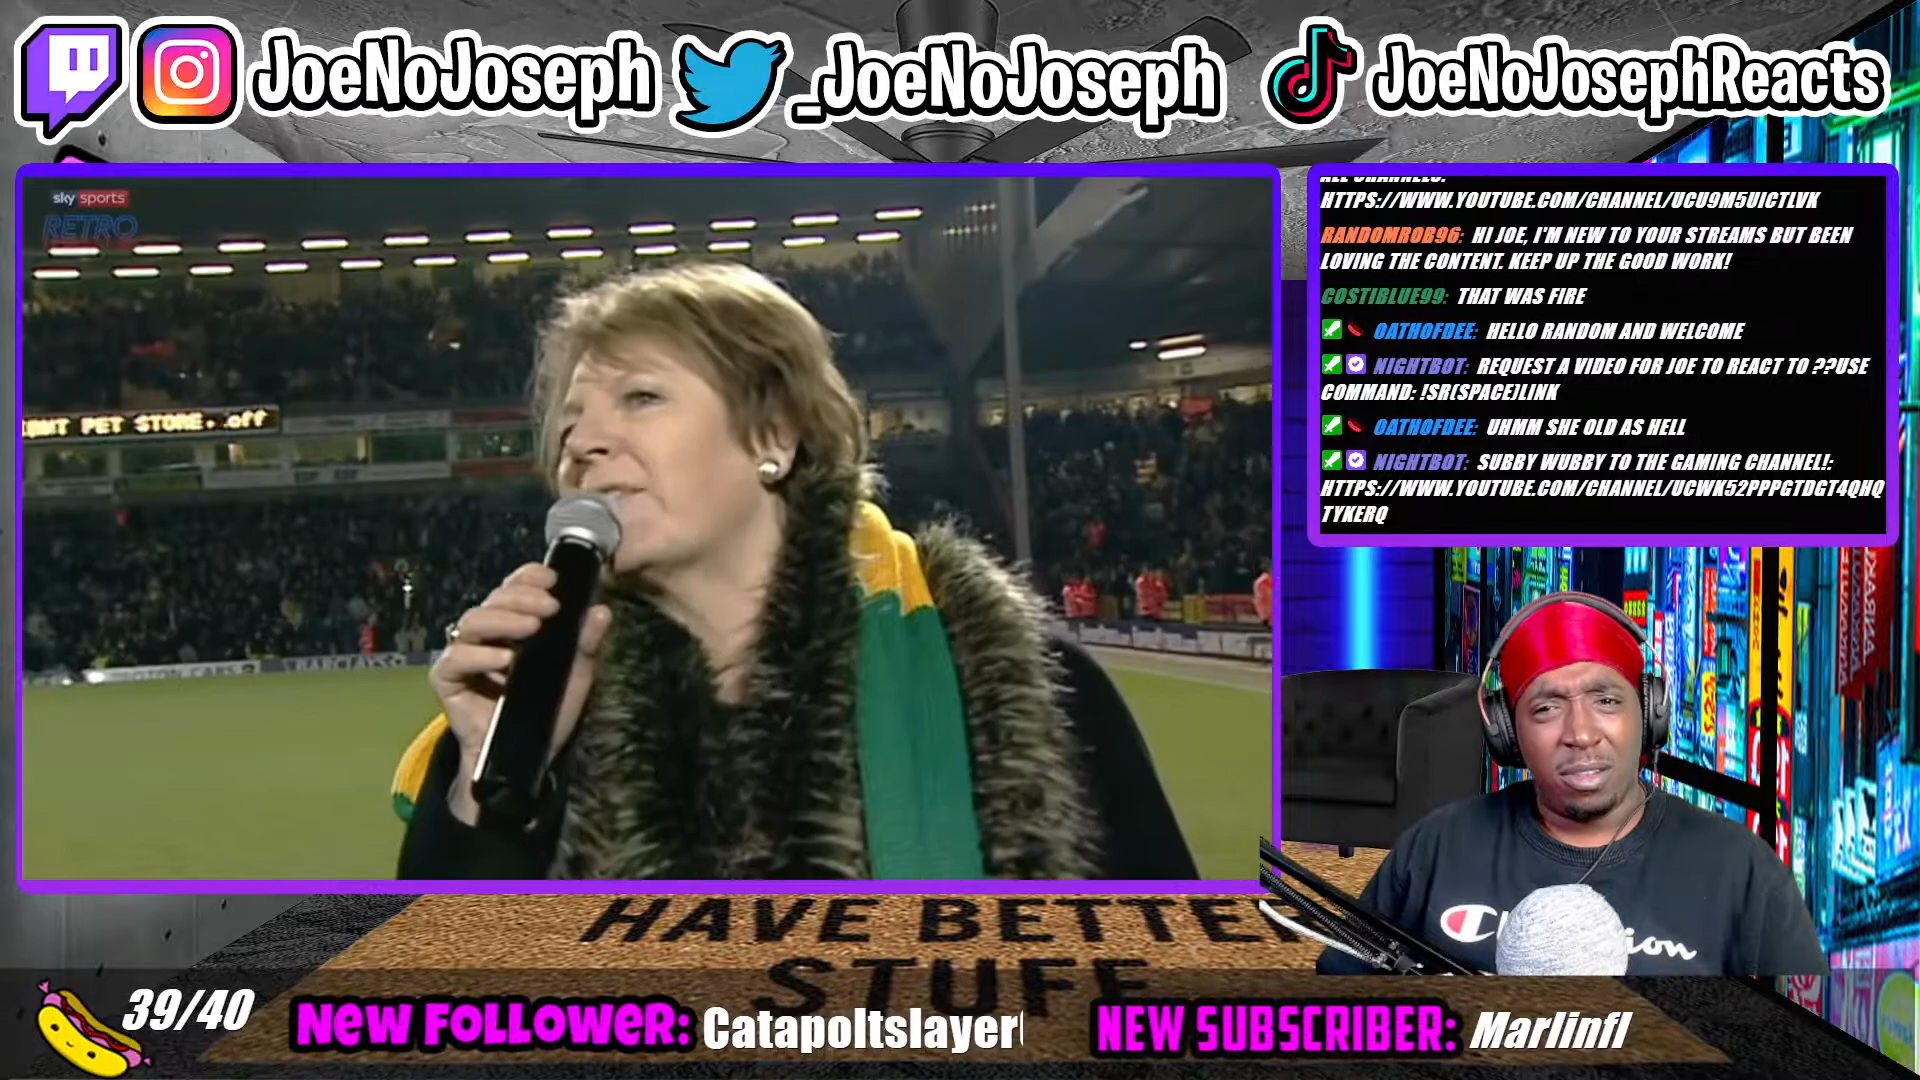 JoeNoJoseph
_JoeNoJoseph
JoeNoJosephReacts
sky sports
RETRO
PET STORE. .off
ALL CHANNELS:
HTTPS://WWW.YOUTUBE.COM/CHANNEL/UCU9M5UICTLVK
RANDOMROB96: HI JOE, I'M NEW TO YOUR STREAMS BUT BEEN
LOVING THE CONTENT. KEEP UP THE GOOD WORK!
COSTIBLUE99: THAT WAS FIRE
OATHOFDEE: HELLO RANDOM AND WELCOME
NIGHTBOT: REQUEST A VIDEO FOR JOE TO REACT TO ??USE
COMMAND: !SR(SPACE)LINK
OATHOFDEE: UHMM SHE OLD AS HELL
NIGHTBOT: SUBBY WUBBY TO THE GAMING CHANNEL!:
HTTPS://WWW.YOUTUBE.COM/CHANNEL/UCWK52PPPGTDGT4QHQ
TYKERQ
HAVE BETTE
STUFF
39/40
NEW FOLLOWER: Catapoltslayer
NEW SUBSCRIBER: Marlinfl